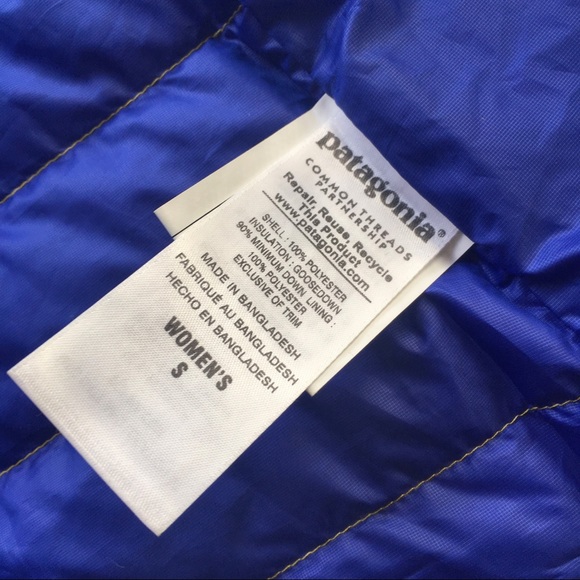 patagonia®
COMMON THREADS
PARTNERSHIP
Repair, Reuse, Recycle
This Product
www.patagonia.com
SHELL : 100% POLYESTER
INSULATION : GOOSEDOWN
90% MINIMUM DOWN LINING :
100% POLYESTER
EXCLUSIVE OF TRIM
MADE IN BANGLADESH
FABRIQUÉ AU BANGLADESH
HECHO EN BANGLADESH
WOMEN'S
S